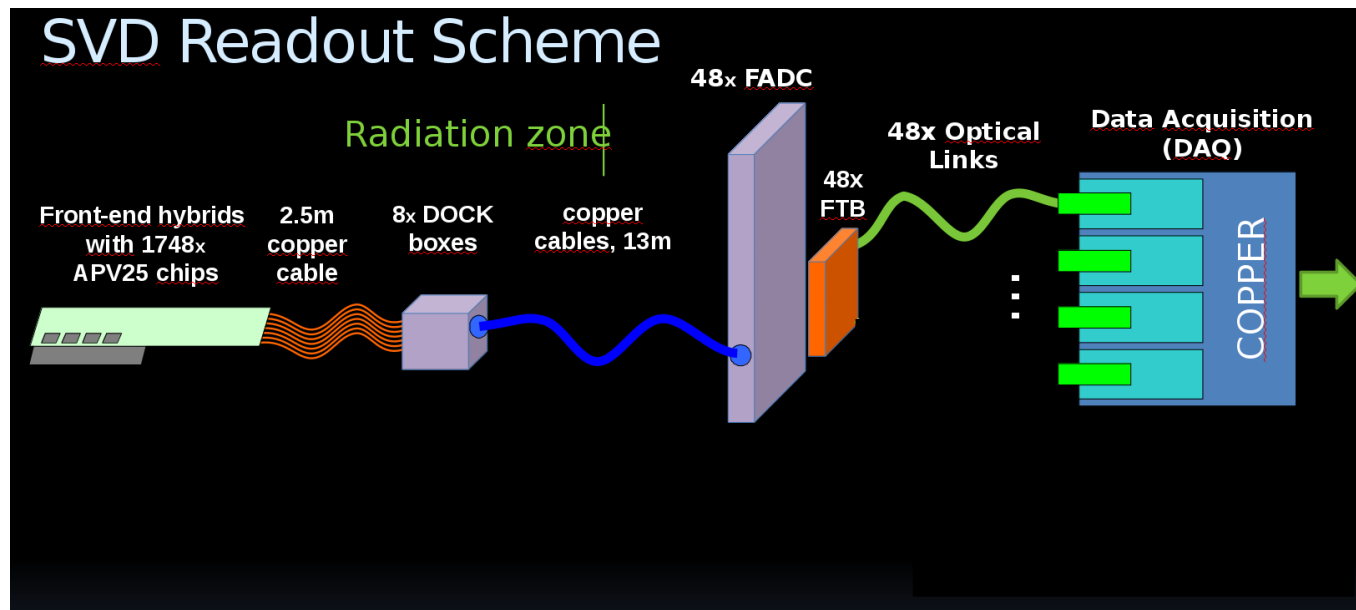 SVD Readout Scheme
48x FADC
Radiation zone
Data Acquisition
(DAQ)
48x Optical
Links
48x
FTB
Front-end hybrids
with 1748x
APV25 chips
2.5m
copper
cable
8x DOCK
boxes
copper
cables, 13m
COPPER